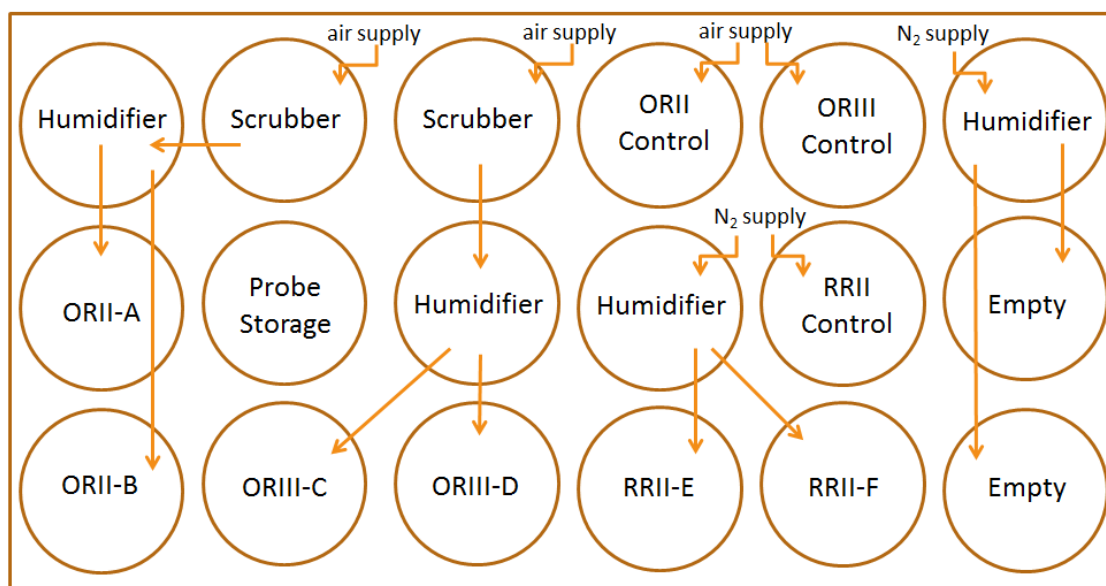 air supply
air supply
air supply
N₂ supply
Humidifier
Scrubber
Scrubber
ORII
Control
ORIII
Control
Humidifier
N₂ supply
ORII-A
Probe
Storage
Humidifier
Humidifier
RRII
Control
Empty
ORII-B
ORIII-C
ORIII-D
RRII-E
RRII-F
Empty